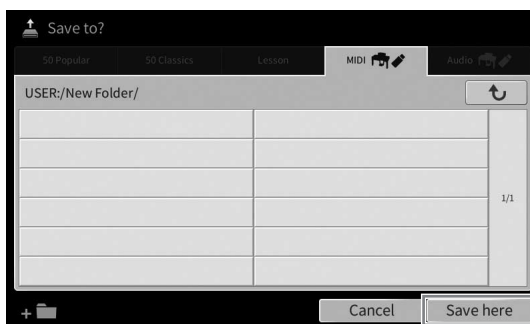 Save to?
50 Popular 50 Classics Lesson MIDI Audio
USER:/New Folder/
1/1
+ Cancel Save here